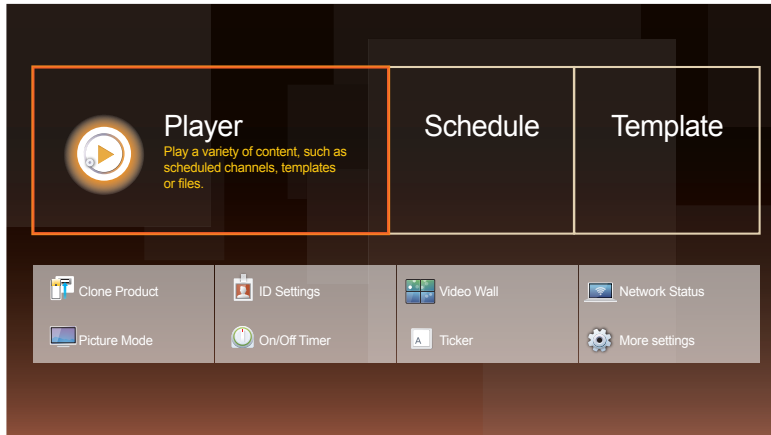 Player
Play a variety of content, such as
scheduled channels, templates
or files.
Schedule
Template
Clone Product
ID Settings
Video Wall
Network Status
Picture Mode
On/Off Timer
A
Ticker
More settings